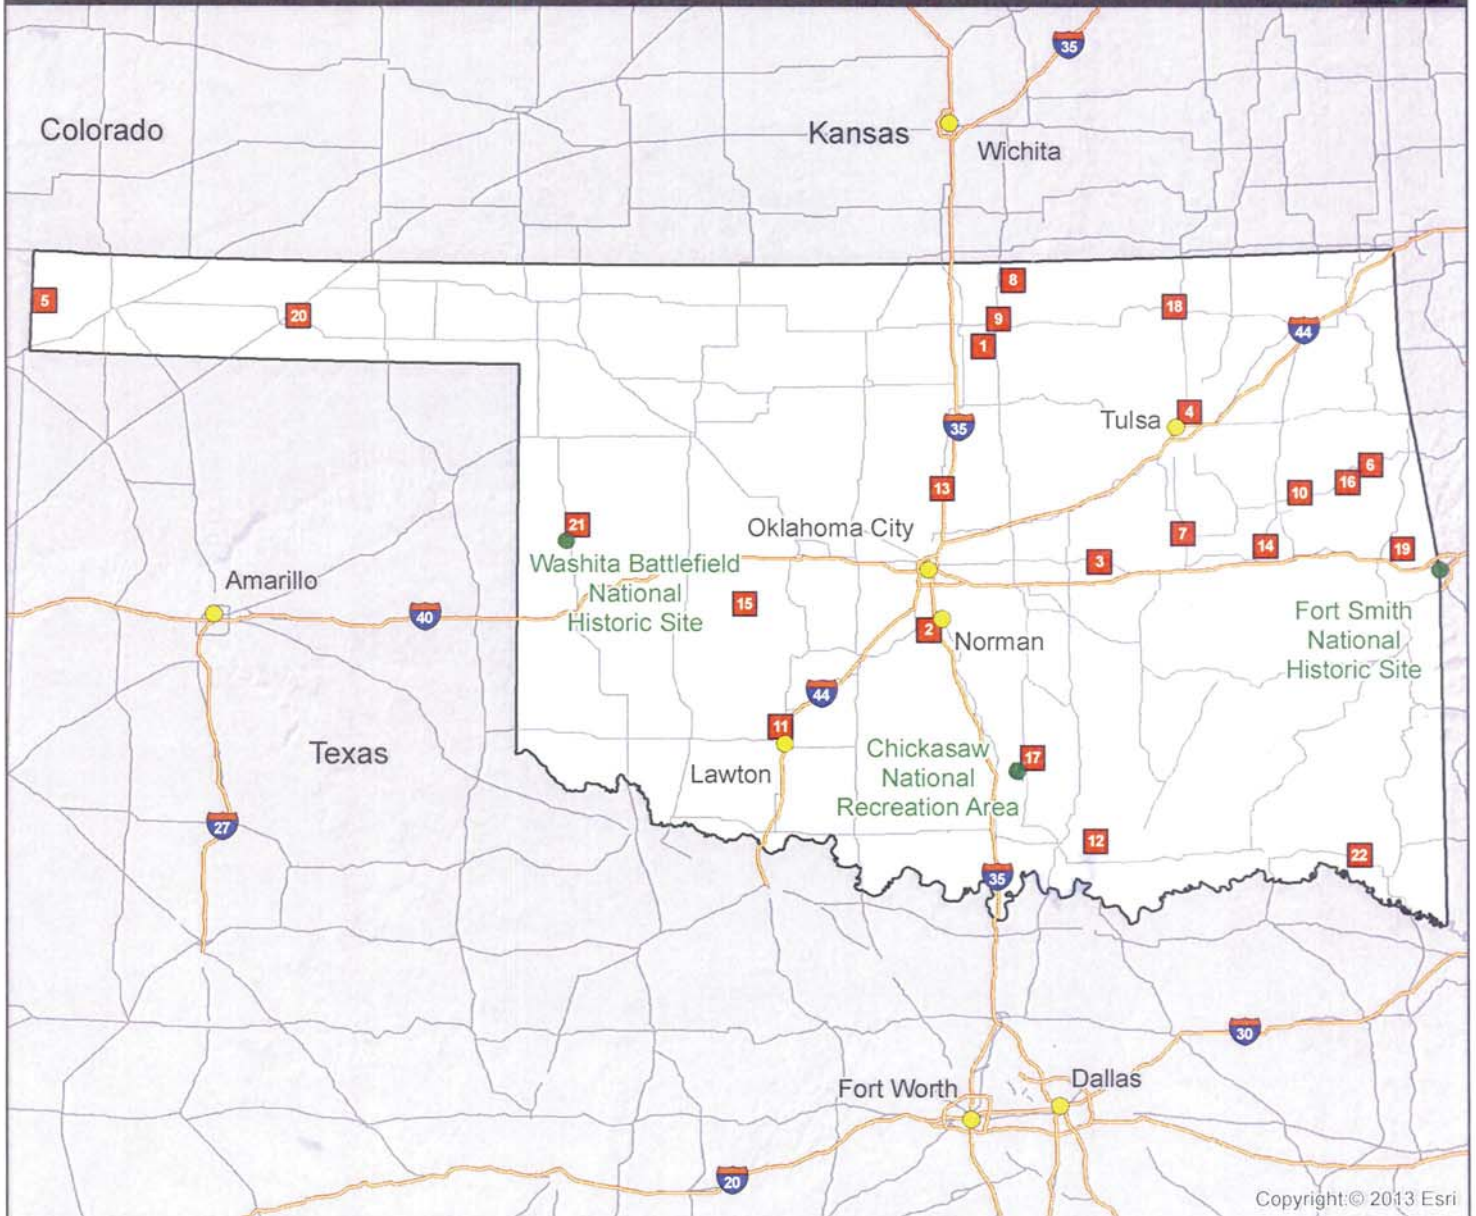 35
Colorado
Kansas
Wichita
8
5
20
9
18
44
1
35
Tulsa
4
13
6
16
10
21
Oklahoma City
7
14
19
3
Washita Battlefield
National
Historic Site
Amarillo
40
15
2
Norman
Fort Smith
National
Historic Site
44
11
Texas
Lawton
Chickasaw
National
Recreation Area
17
27
12
22
35
30
Fort Worth
Dallas
20
Copyright:© 2013 Esri